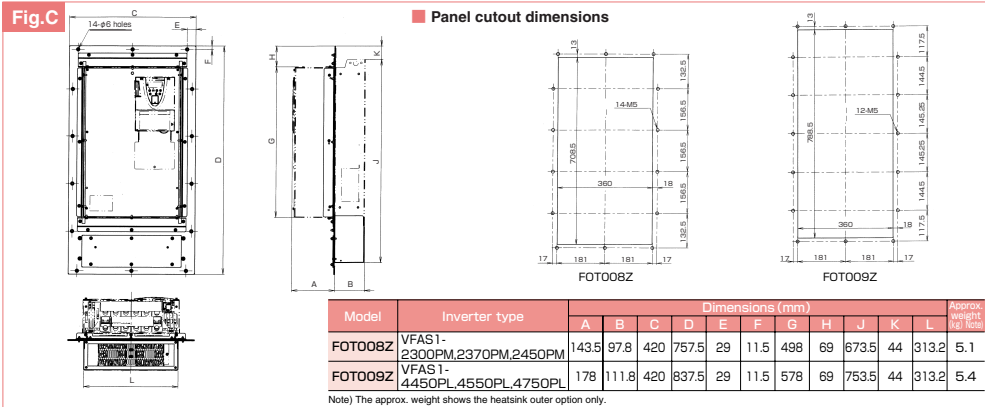 Fig.C
■ Panel cutout dimensions
C
14-φ6 holes
E
F
D
H
K
G
J
A
B
L
13
132.5
156.5
14-M5
708.5
156.5
360
18
156.5
132.5
17
181
181
17
FOT008Z
13
117.5
144.5
12-M5
145.25
788.5
145.25
144.5
360
18
117.5
17
181
181
17
FOT009Z
Model Inverter type Dimensions (mm) Approx. weight (kg) Note)
A B C D E F G H J K L
FOT008Z VFAS1-
2300PM,2370PM,2450PM 143.5 97.8 420 757.5 29 11.5 498 69 673.5 44 313.2 5.1
FOT009Z VFAS1-
4450PL,4550PL,4750PL 178 111.8 420 837.5 29 11.5 578 69 753.5 44 313.2 5.4
Note) The approx. weight shows the heatsink outer option only.